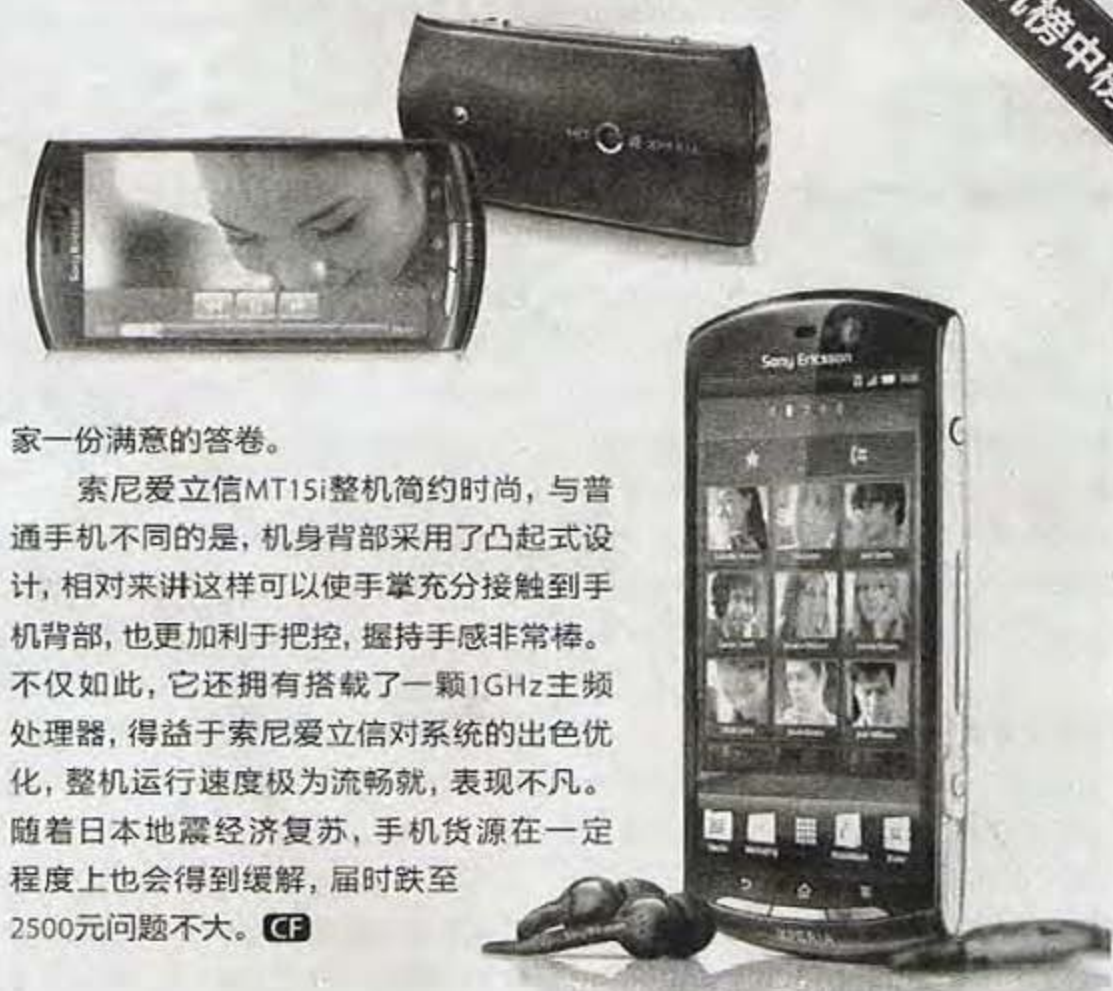 榜中榜
Sony Ericsson
Sony Ericsson
XPERIA
家一份满意的答卷。
索尼爱立信MT15i整机简约时尚，与普
通手机不同的是，机身背部采用了凸起式设
计，相对来讲这样可以使手掌充分接触到手
机背部，也更加利于把控，握持手感非常棒。
不仅如此，它还拥有搭载了一颗1GHz主频
处理器，得益于索尼爱立信对系统的出色优
化，整机运行速度极为流畅就，表现不凡。
随着日本地震经济复苏，手机货源在一定
程度上也会得到缓解，届时跌至
2500元问题不大。CF